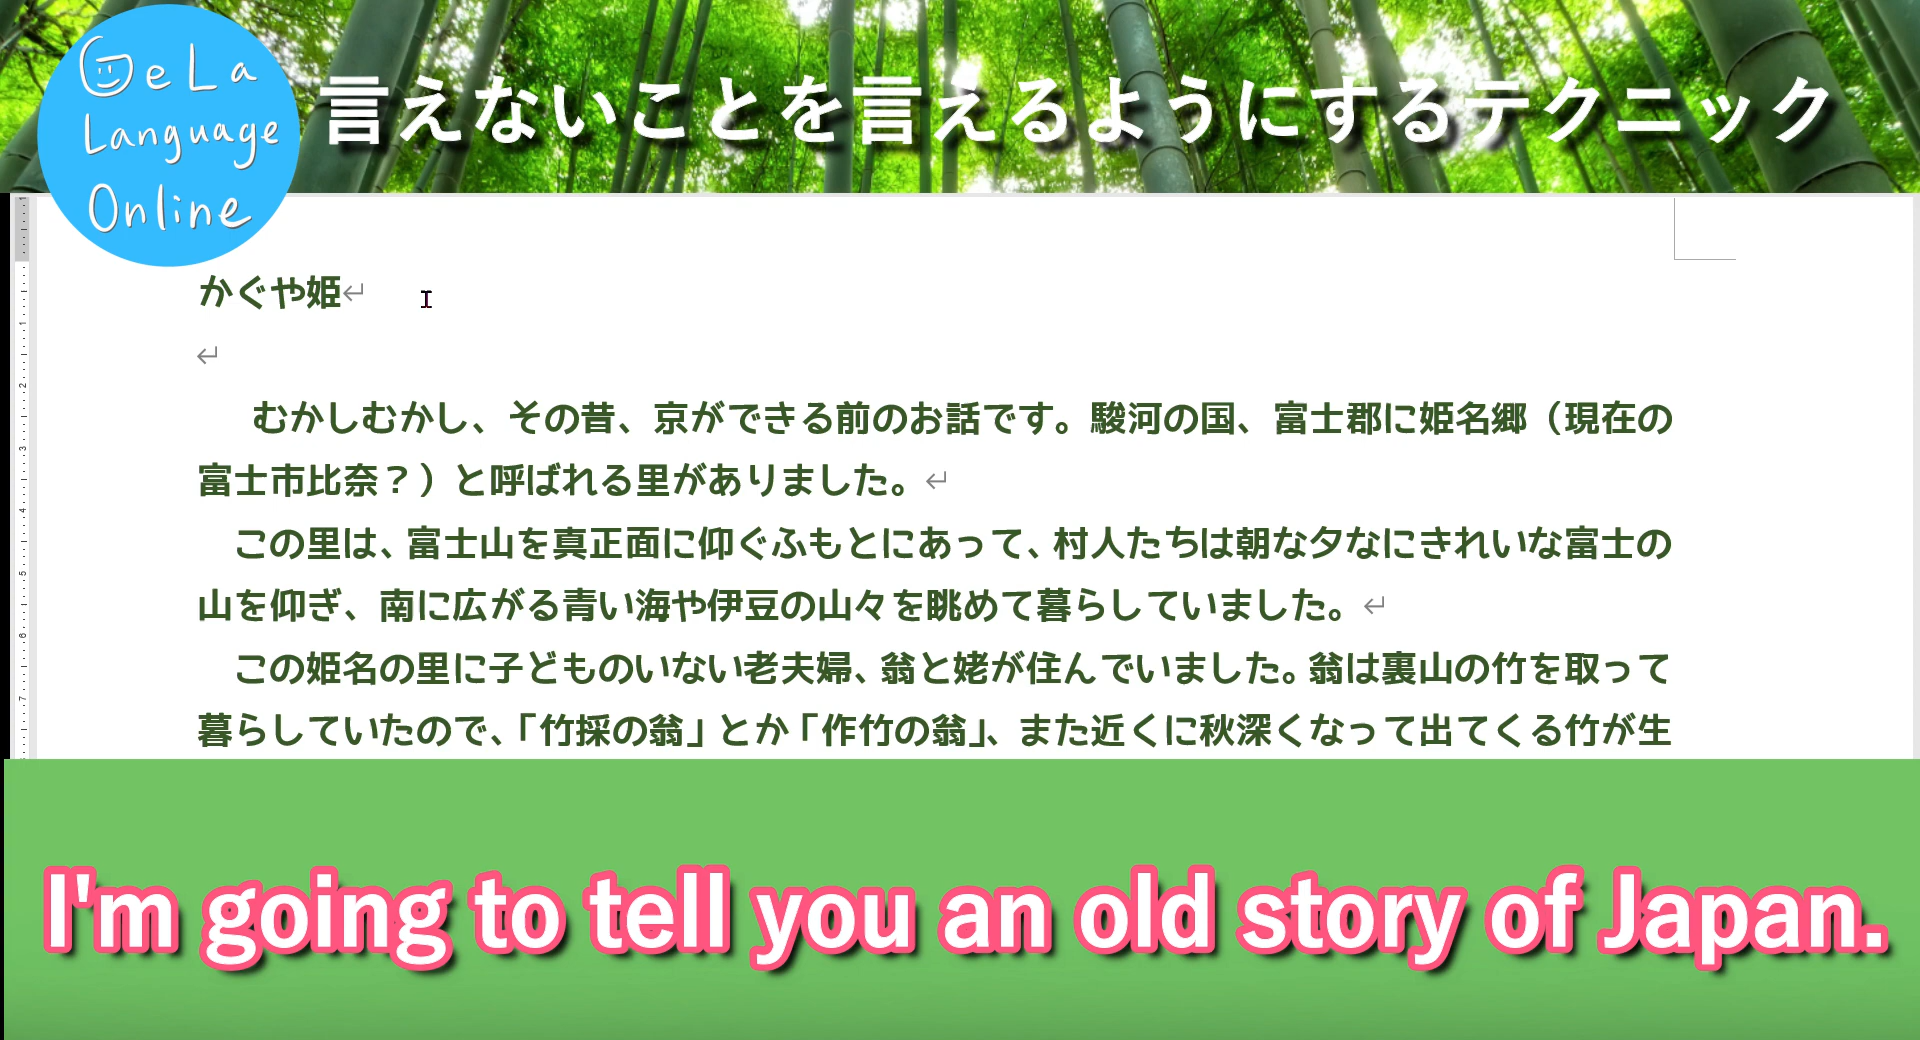 DeLa
Language
Online
言えないことを言えるようにするテクニック
かぐや姫
むかしむかし、その昔、京ができる前のお話です。駿河の国、富士郡に姫名郷（現在の
富士市比奈？）と呼ばれる里がありました。
この里は、富士山を真正面に仰ぐふもとにあって、村人たちは朝な夕なにきれいな富士の
山を仰ぎ、南に広がる青い海や伊豆の山々を眺めて暮らしていました。
この姫名の里に子どものいない老夫婦、翁と姥が住んでいました。翁は裏山の竹を取って
暮らしていたので、「竹採の翁」とか「作竹の翁」、また近くに秋深くなって出てくる竹が生
I'm going to tell you an old story of Japan.